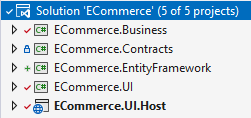 Solution 'ECommerce' (5 of 5 projects)
C# ECommerce.Business
C# ECommerce.Contracts
C# ECommerce.EntityFramework
C# ECommerce.UI
ECommerce.UI.Host